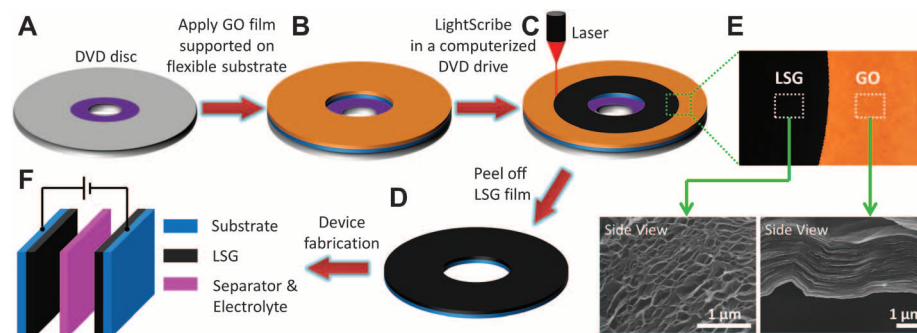 A
DVD disc
Apply GO film
supported on
flexible substrate
B
LightScribe
in a computerized
DVD drive
C
Laser
E
LSG
GO
Peel off
LSG film
D
Device
fabrication
F
Substrate
LSG
Separator &
Electrolyte
Side View
1 µm
Side View
1 µm